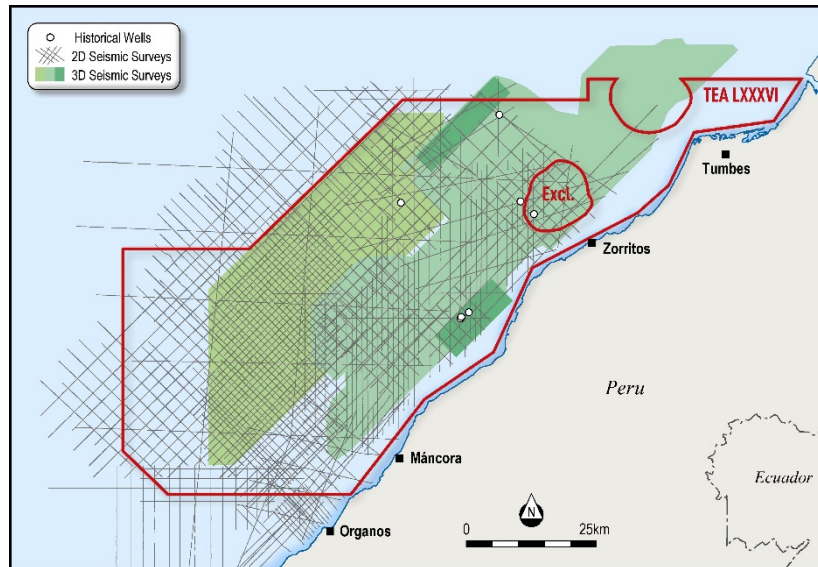 Historical Wells
2D Seismic Surveys
3D Seismic Surveys
TEA LXXXVI
Tumbes
Excl.
Zorritos
Peru
Máncora
Ecuador
N
Organos
0
25km